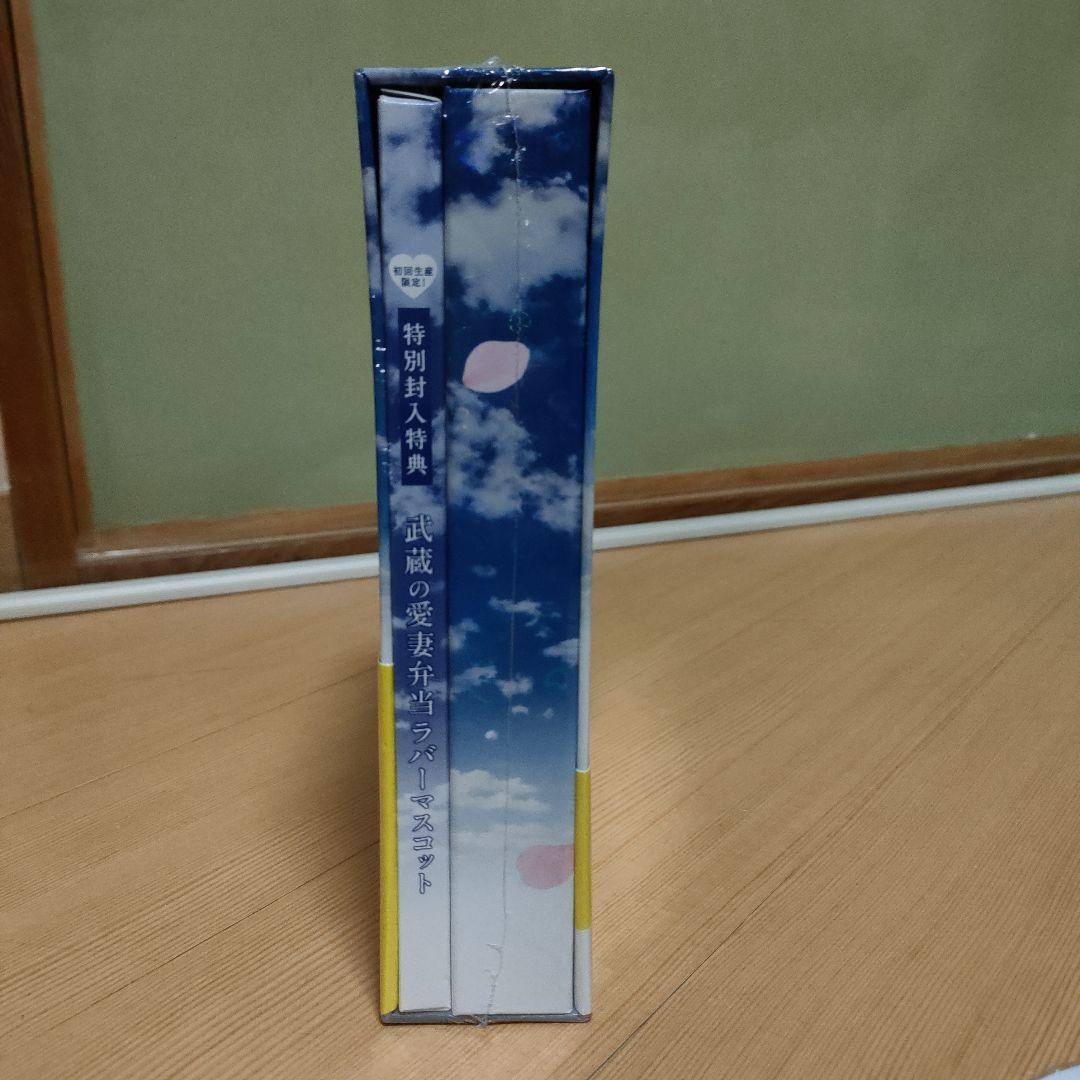 初回生産
限定!
特別封入特典
武蔵の愛妻弁当ラバーマスコット